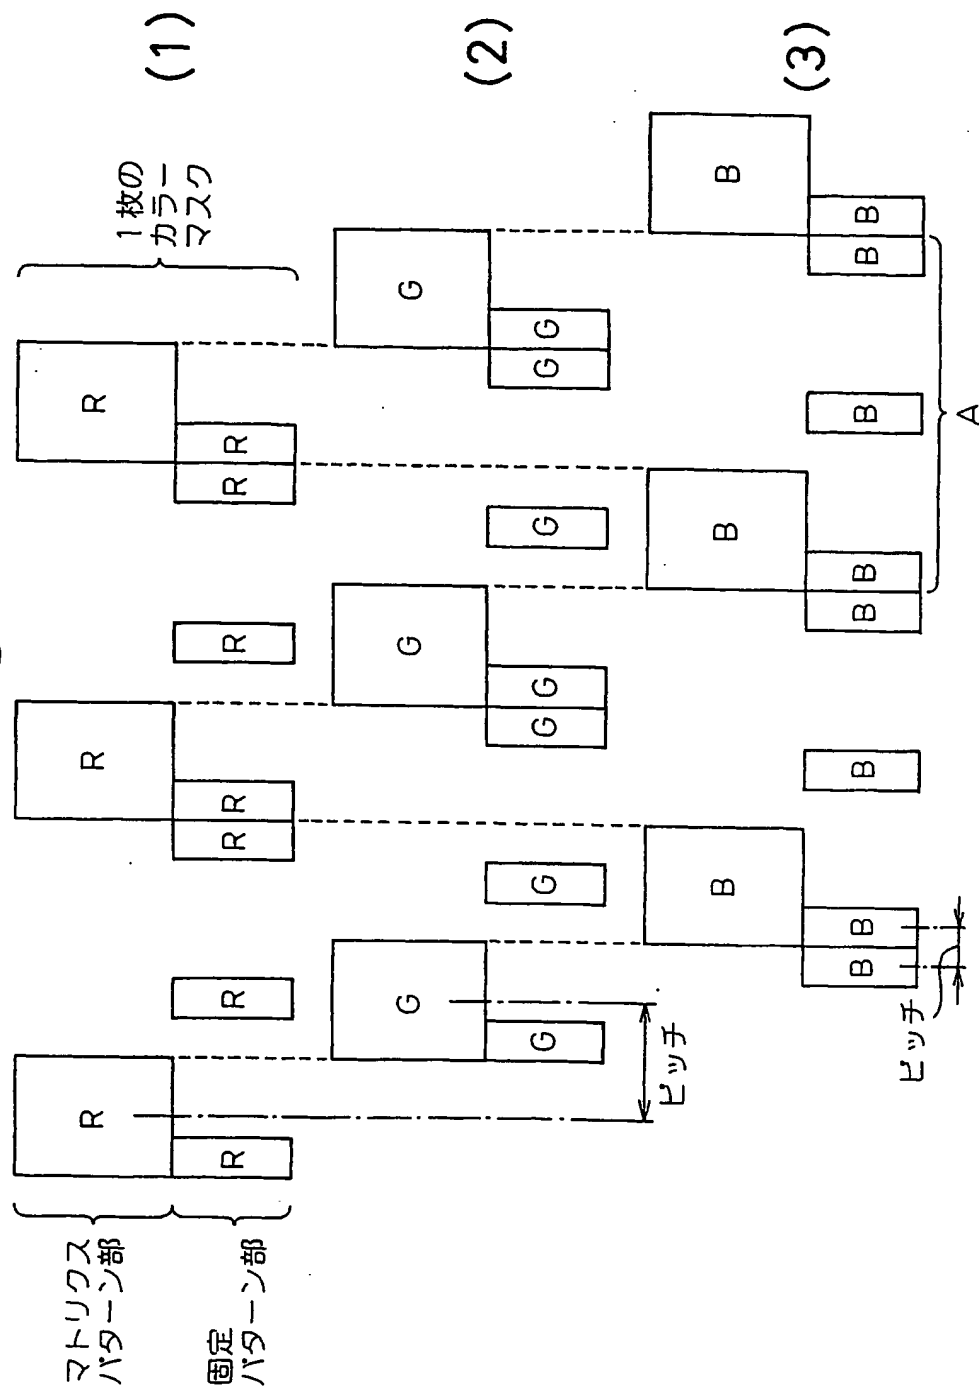 マトリクス
パターン部
固定
パターン部
1枚の
カラー
マスク
(1)
R R R
R R R R R R R
(2)
G G G
G G G G G G G
ピッチ
(3)
B B B
B B B B B B B B
ピッチ
A